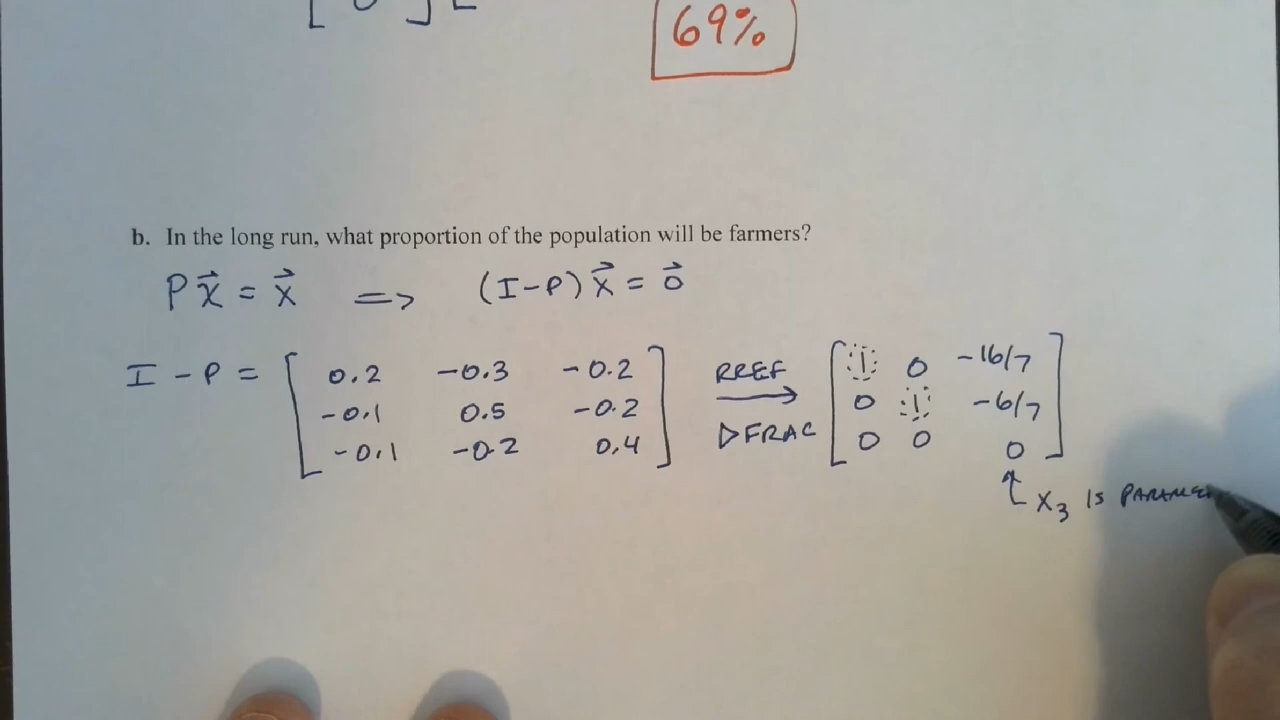 69%
b. In the long run, what proportion of the population will be farmers?
Px⃗ = x⃗ => (I-P)x⃗ = 0⃗
I - P = [ 0.2 -0.3 -0.2 ] RREF [ 1 0 -16/7 ]
-0.1 0.5 -0.2 → 0 1 -6/7
-0.1 -0.2 0.4 ▷FRAC 0 0 0
↑ X₃ IS PARAME